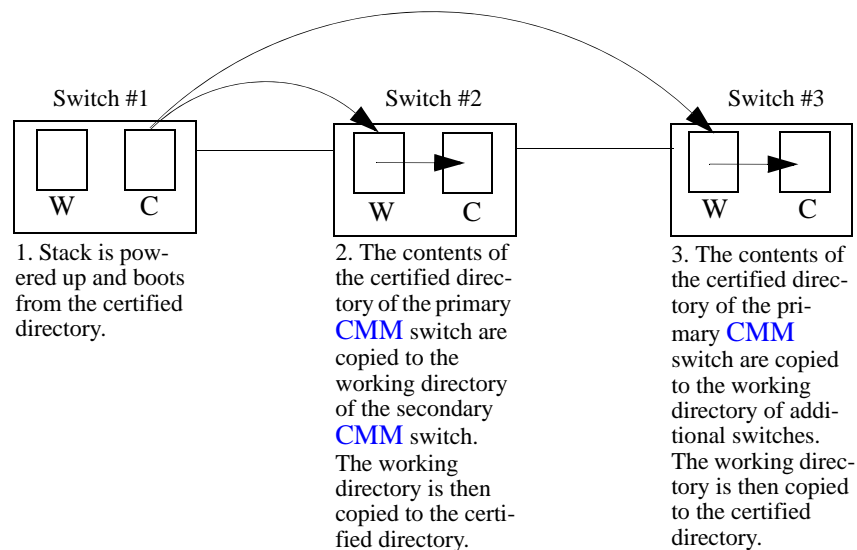 Switch #1
Switch #2
Switch #3
W
C
W
C
W
C
1. Stack is pow-
ered up and boots
from the certified
directory.
2. The contents of
the certified direc-
tory of the primary
CMM switch are
copied to the
working directory
of the secondary
CMM switch.
The working
directory is then
copied to the certi-
fied directory.
3. The contents of
the certified direc-
tory of the pri-
mary CMM
switch are copied
to the working
directory of addi-
tional switches.
The working direc-
tory is then copied
to the certified
directory.